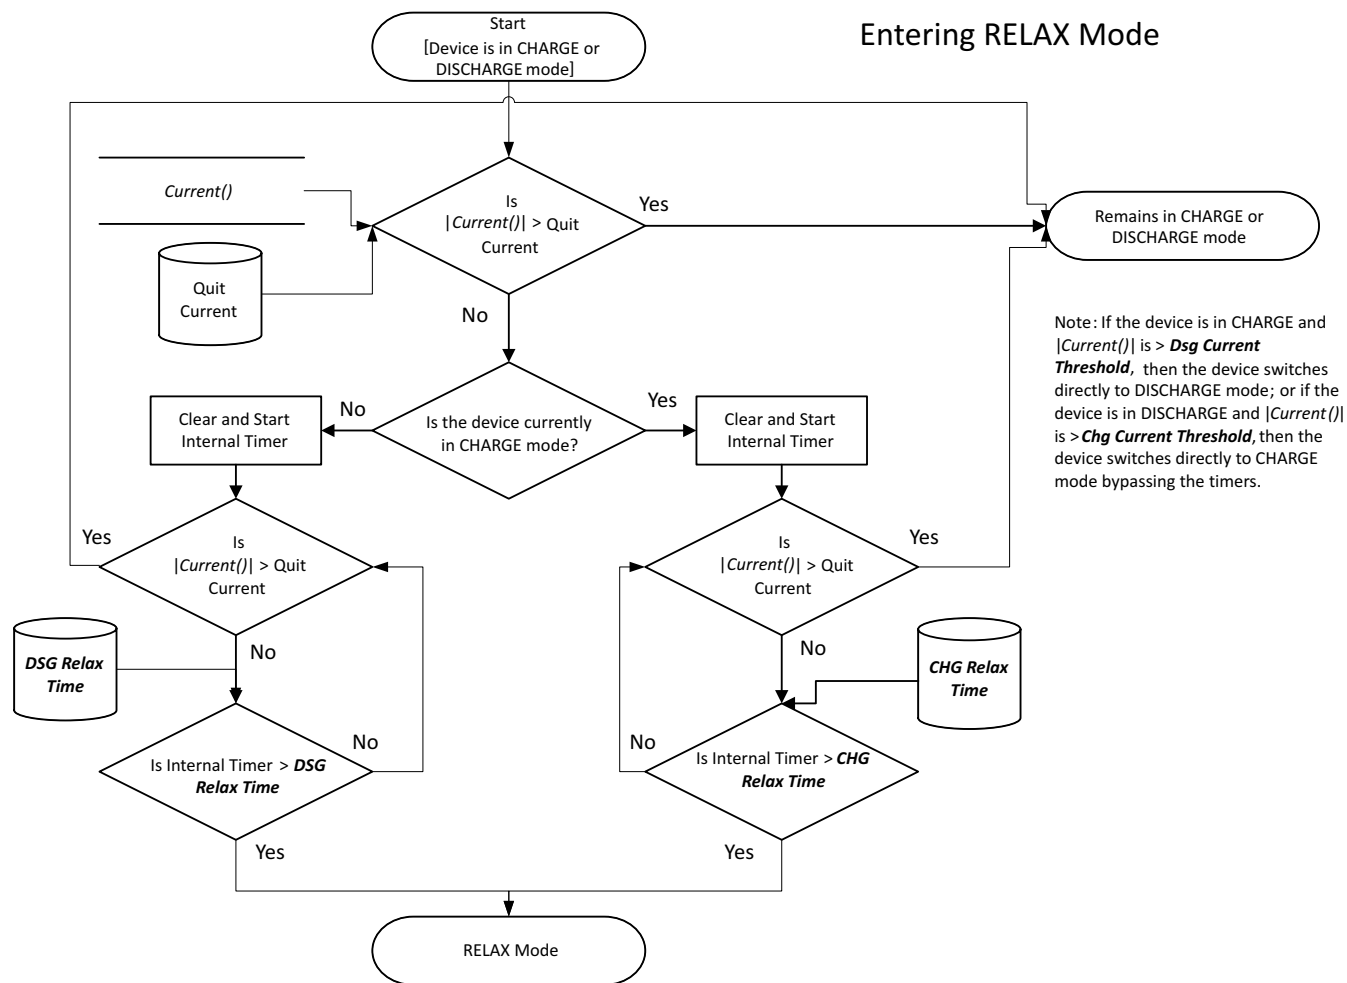 Start
[Device is in CHARGE or
DISCHARGE mode]
Entering RELAX Mode
Current()
Is
|Current()| > Quit
Current
Yes
Remains in CHARGE or
DISCHARGE mode
Quit
Current
No
Note: If the device is in CHARGE and
|Current()| is > Dsg Current
Threshold, then the device switches
directly to DISCHARGE mode; or if the
device is in DISCHARGE and |Current()|
is > Chg Current Threshold, then the
device switches directly to CHARGE
mode bypassing the timers.
Clear and Start
Internal Timer
No
Is the device currently
in CHARGE mode?
Yes
Clear and Start
Internal Timer
Yes
Is
|Current()| > Quit
Current
Is
|Current()| > Quit
Current
Yes
DSG Relax
Time
No
No
CHG Relax
Time
Is Internal Timer > DSG
Relax Time
No
No
Is Internal Timer > CHG
Relax Time
Yes
Yes
RELAX Mode